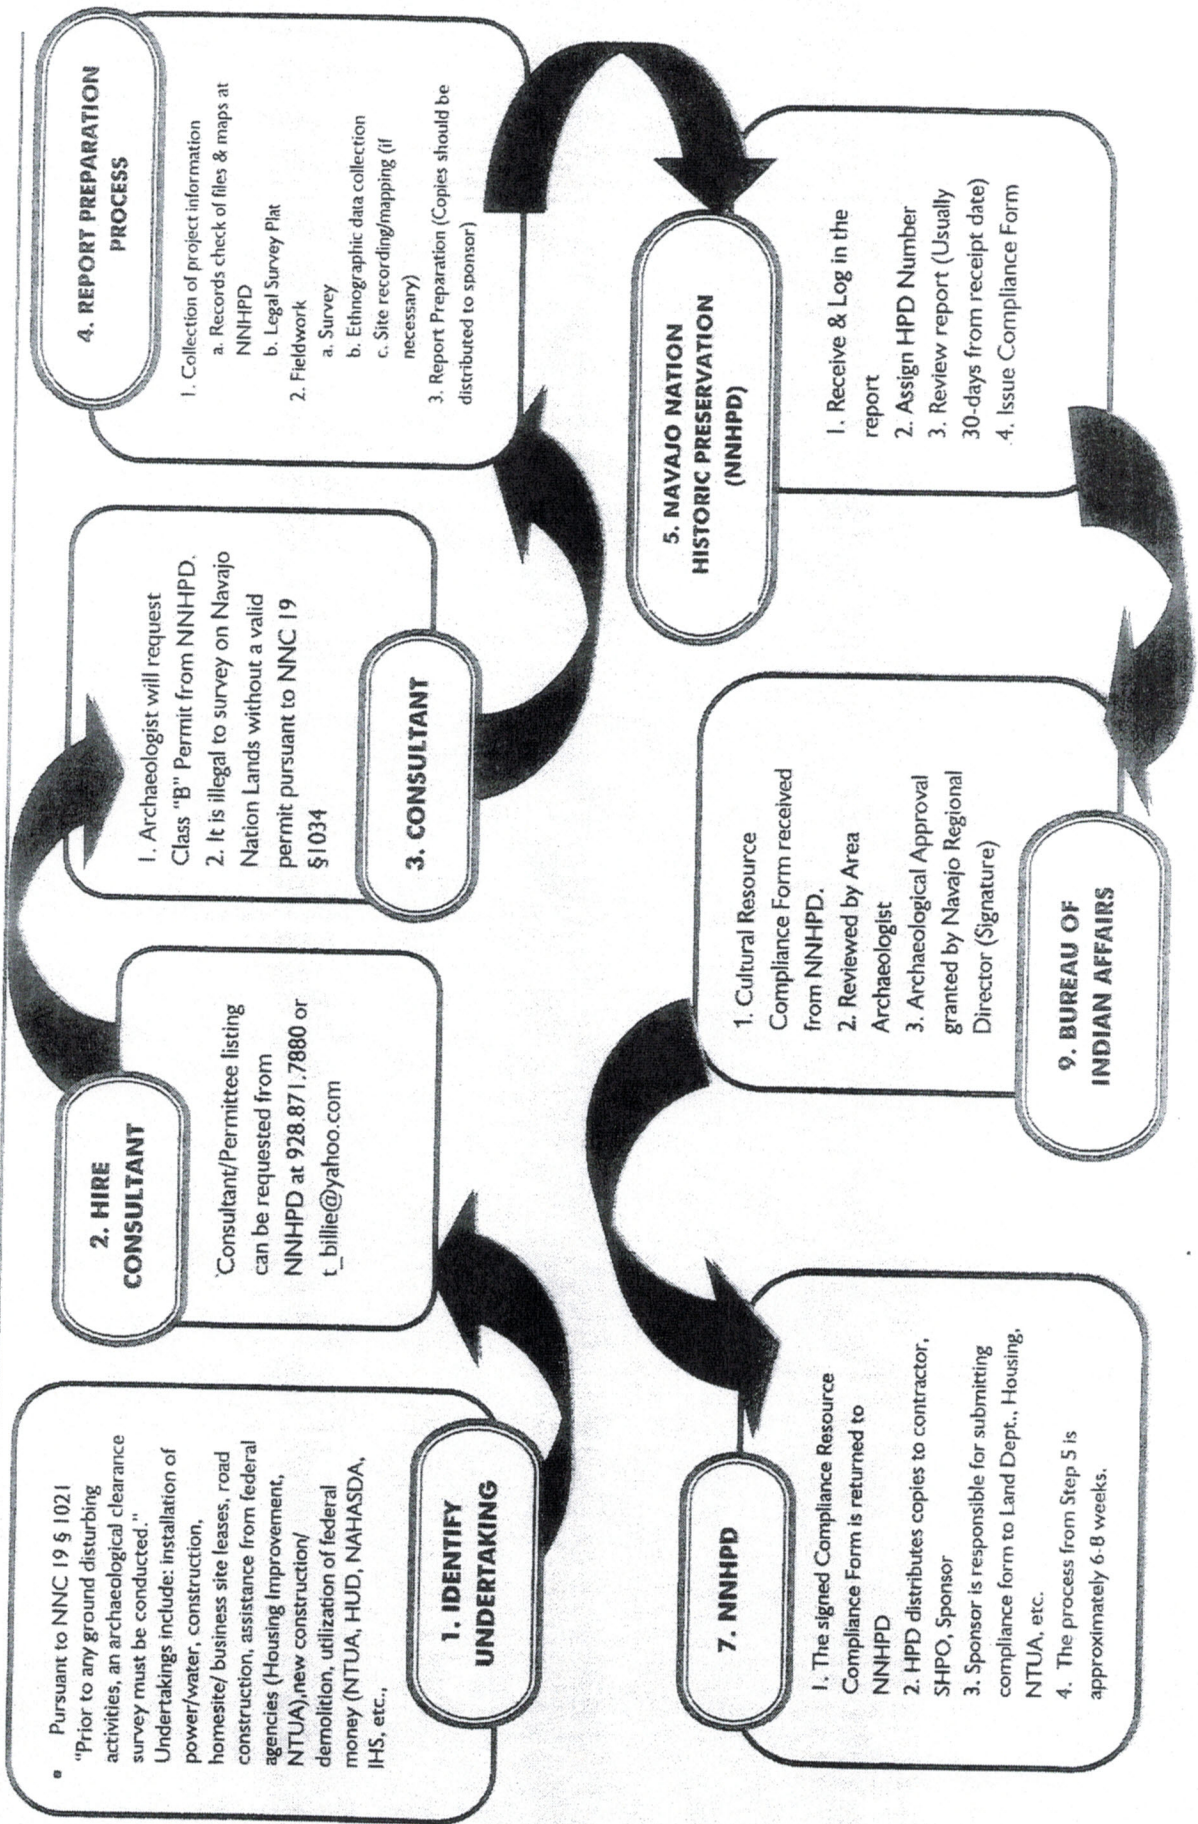 • Pursuant to NNC 19 § 1021
"Prior to any ground disturbing
activities, an archaeological clearance
survey must be conducted."
Undertakings include: installation of
power/water, construction,
homesite/ business site leases, road
construction, assistance from federal
agencies (Housing Improvement,
NTUA),new construction/
demolition, utilization of federal
money (NTUA, HUD, NAHASDA,
IHS, etc.,
1. IDENTIFY
UNDERTAKING
2. HIRE
CONSULTANT
`Consultant/Permittee listing
can be requested from
NNHPD at 928.871.7880 or
t_billie@yahoo.com
1. Archaeologist will request
Class "B" Permit from NNHPD.
2. It is illegal to survey on Navajo
Nation Lands without a valid
permit pursuant to NNC 19
§1034
3. CONSULTANT
4. REPORT PREPARATION
PROCESS
1. Collection of project information
a. Records check of files & maps at
NNHPD
b. Legal Survey Plat
2. Fieldwork
a. Survey
b. Ethnographic data collection
c. Site recording/mapping (if
necessary)
3. Report Preparation (Copies should be
distributed to sponsor)
5. NAVAJO NATION
HISTORIC PRESERVATION
(NNHPD)
1. Receive & Log in the
report
2. Assign HPD Number
3. Review report (Usually
30-days from receipt date)
4. Issue Compliance Form
1. Cultural Resource
Compliance Form received
from NNHPD.
2. Reviewed by Area
Archaeologist
3. Archaeological Approval
granted by Navajo Regional
Director (Signature)
9. BUREAU OF
INDIAN AFFAIRS
7. NNHPD
1. The signed Compliance Resource
Compliance Form is returned to
NNHPD
2. HPD distributes copies to contractor,
SHPO, Sponsor
3. Sponsor is responsible for submitting
compliance form to Land Dept., Housing,
NTUA, etc.
4. The process from Step 5 is
approximately 6-8 weeks.